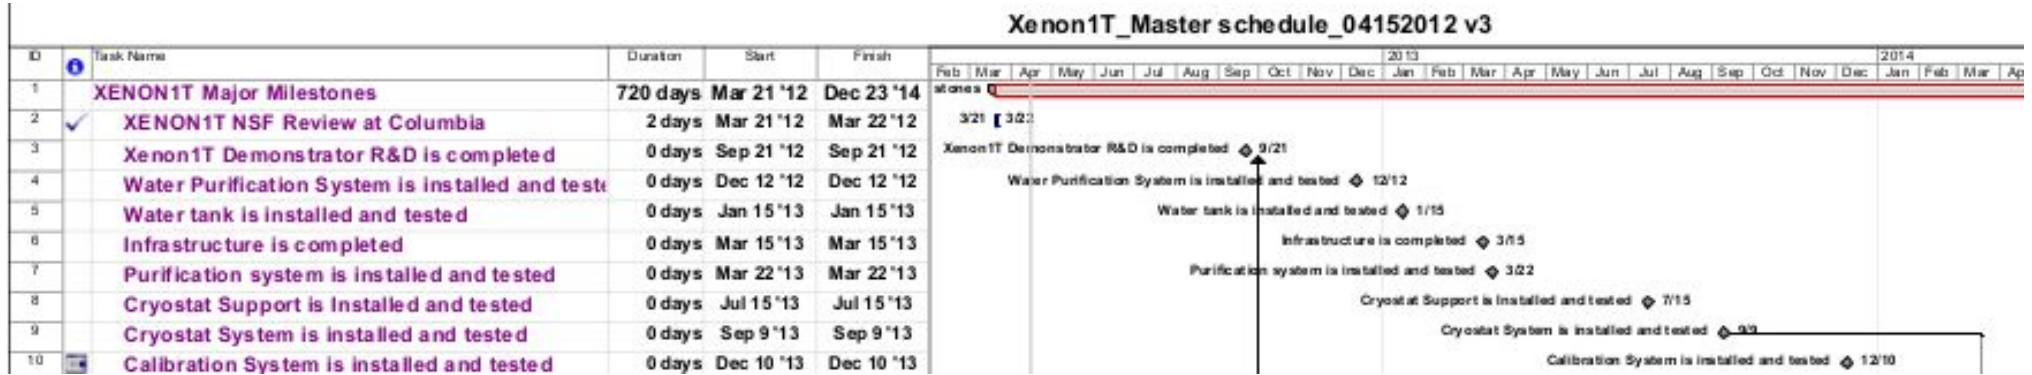 Xenon1T_Master schedule_04152012 v3
ID Task Name Duration Start Finish 2013 2014
Feb Mar Apr May Jun Jul Aug Sep Oct Nov Dec Jan Feb Mar Apr May Jun Jul Aug Sep Oct Nov Dec Jan Feb Mar Ap
1 XENON1T Major Milestones 720 days Mar 21 '12 Dec 23 '14 stones
2 XENON1T NSF Review at Columbia 2 days Mar 21 '12 Mar 22 '12 3/21 3/22
3 Xenon1T Demonstrator R&D is completed 0 days Sep 21 '12 Sep 21 '12 Xenon1T Demonstrator R&D is completed 9/21
4 Water Purification System is installed and teste 0 days Dec 12 '12 Dec 12 '12 Water Purification System is installed and tested 12/12
5 Water tank is installed and tested 0 days Jan 15 '13 Jan 15 '13 Water tank is installed and tested 1/15
6 Infrastructure is completed 0 days Mar 15 '13 Mar 15 '13 Infrastructure is completed 3/15
7 Purification system is installed and tested 0 days Mar 22 '13 Mar 22 '13 Purification system is installed and tested 3/22
8 Cryostat Support is Installed and tested 0 days Jul 15 '13 Jul 15 '13 Cryostat Support is Installed and tested 7/15
9 Cryostat System is installed and tested 0 days Sep 9 '13 Sep 9 '13 Cryostat System is installed and tested 9/9
10 Calibration System is installed and tested 0 days Dec 10 '13 Dec 10 '13 Calibration System is installed and tested 12/10